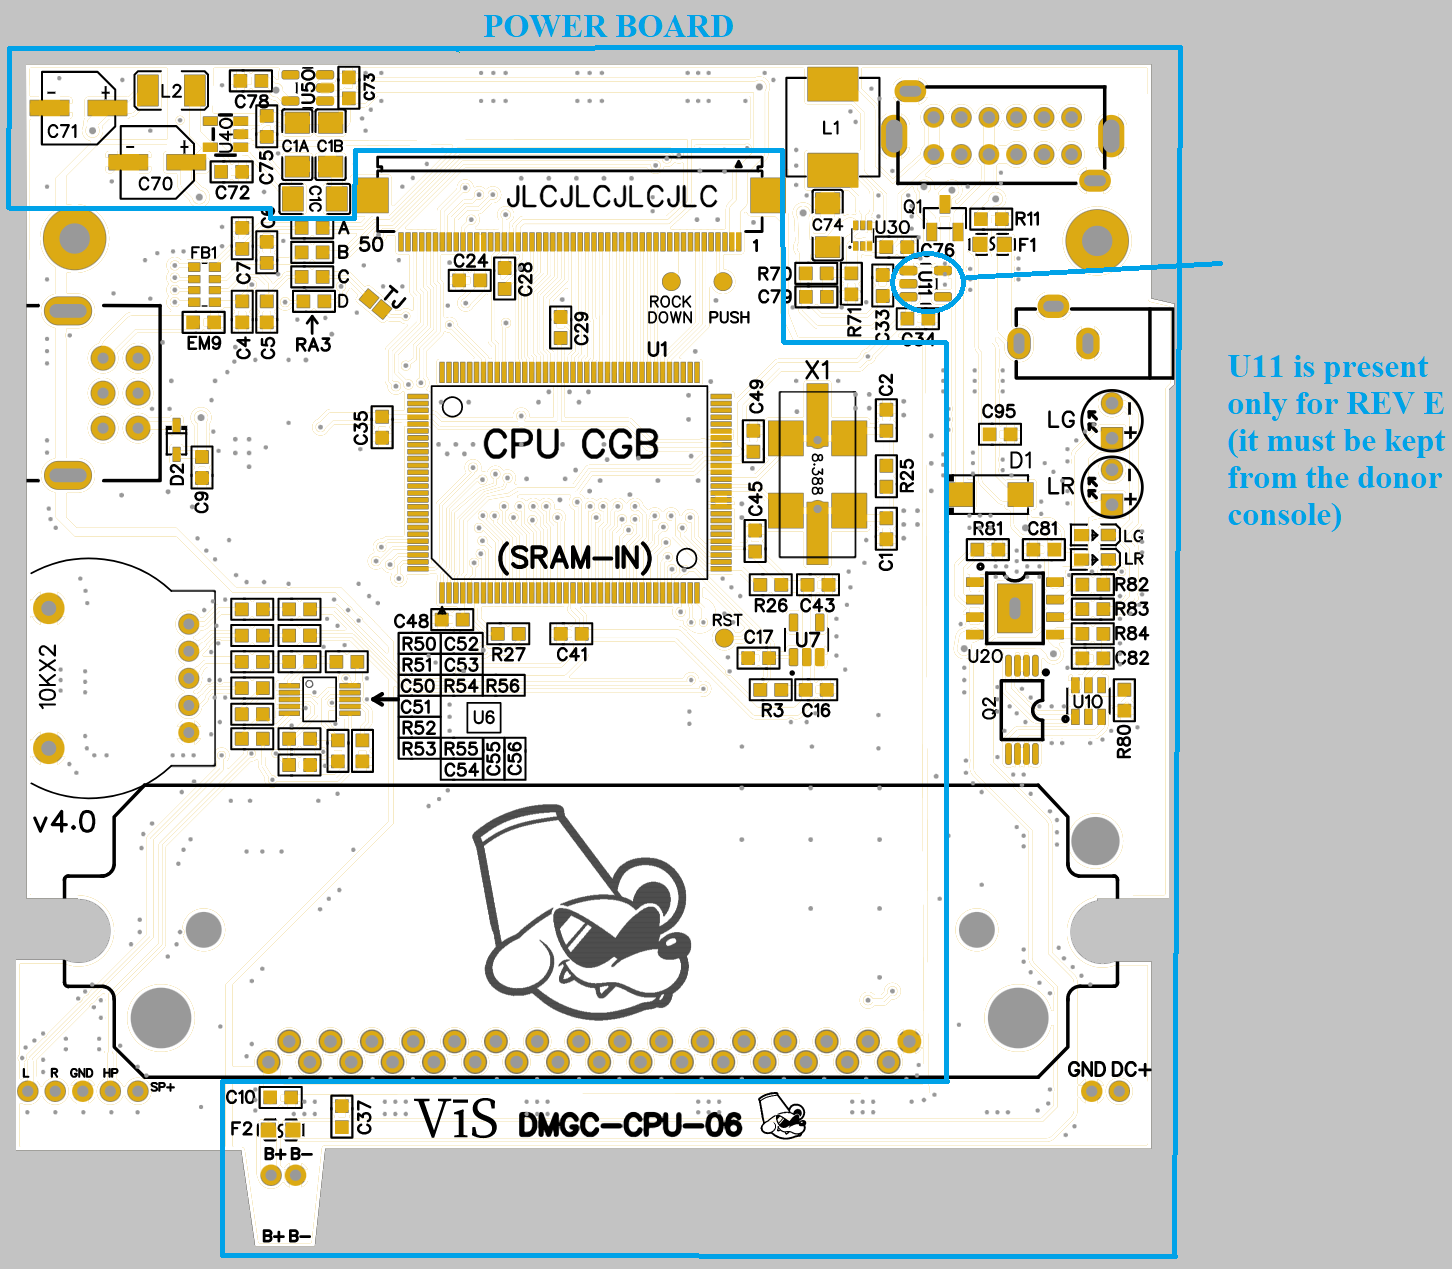 POWER BOARD
C71
L2
C78
U50
C73
U40
C75
C1A
C1B
C70
C72
C1C
L1
JLCJLCJLCJLC
50
1
C74
U30
Q1
R11
C76
F1
C6
C7
FB1
A
B
C
D
TJ
C24
C28
C29
ROCK
DOWN
PUSH
U1
R70
C79
R71
C33
U11
C34
EM9
C4
C5
RA3
U11 is present
only for REV E
(it must be kept
from the donor
console)
X1
C49
C2
C35
CPU CGB
8.388
R25
C95
LG
D1
LR
D2
C9
C45
C1
(SRAM-IN)
R81
C81
LG
LR
R82
R83
R84
C82
U20
R26
C43
RST
C17
U7
R3
C16
C48
R27
C41
R50
C52
R51
C53
C50
R54
R56
C51
U6
R52
R53
R55
C54
C55
C56
10KX2
Q2
U10
R80
v4.0
L
R
GND
HP
SP+
GND DC+
C10
C37
F2
VīS
DMGC-CPU-06
B+ B-
B+ B-